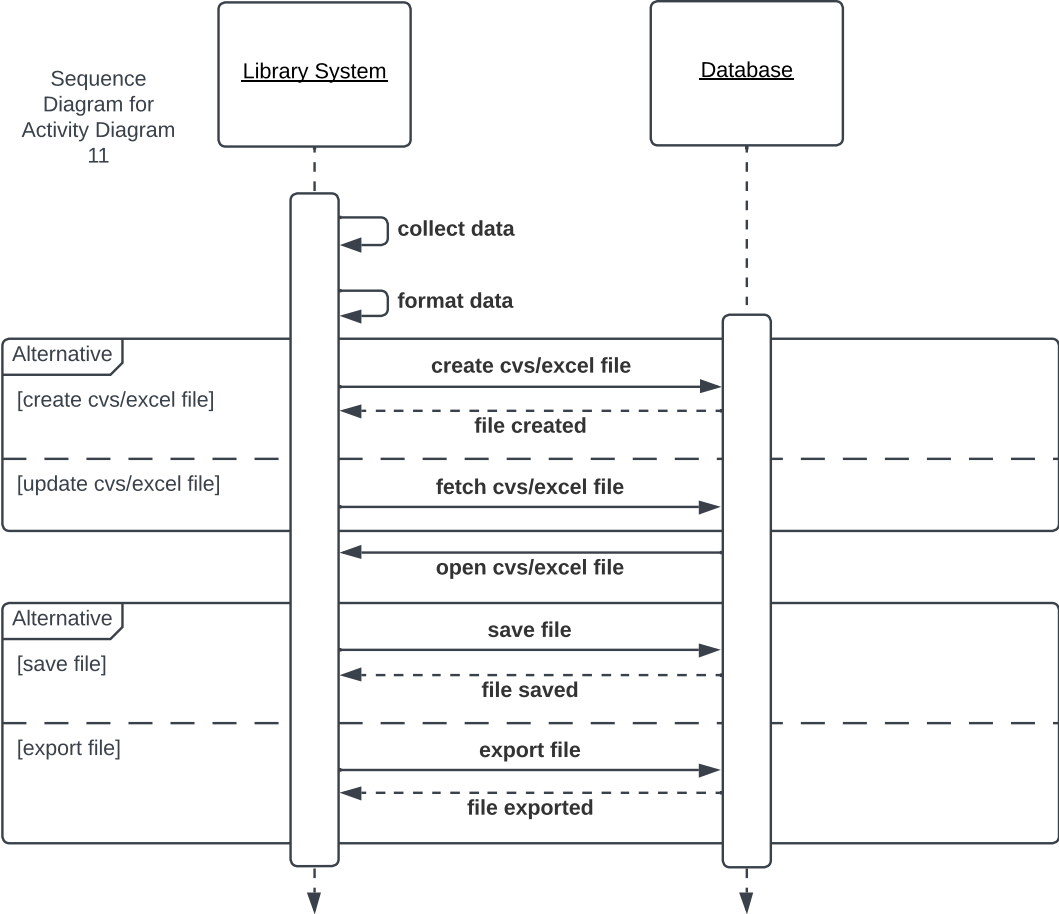 Sequence
Diagram for
Activity Diagram
11
Library System
Database
collect data
format data
Alternative
[create cvs/excel file]
create cvs/excel file
file created
[update cvs/excel file]
fetch cvs/excel file
open cvs/excel file
Alternative
[save file]
save file
file saved
[export file]
export file
file exported